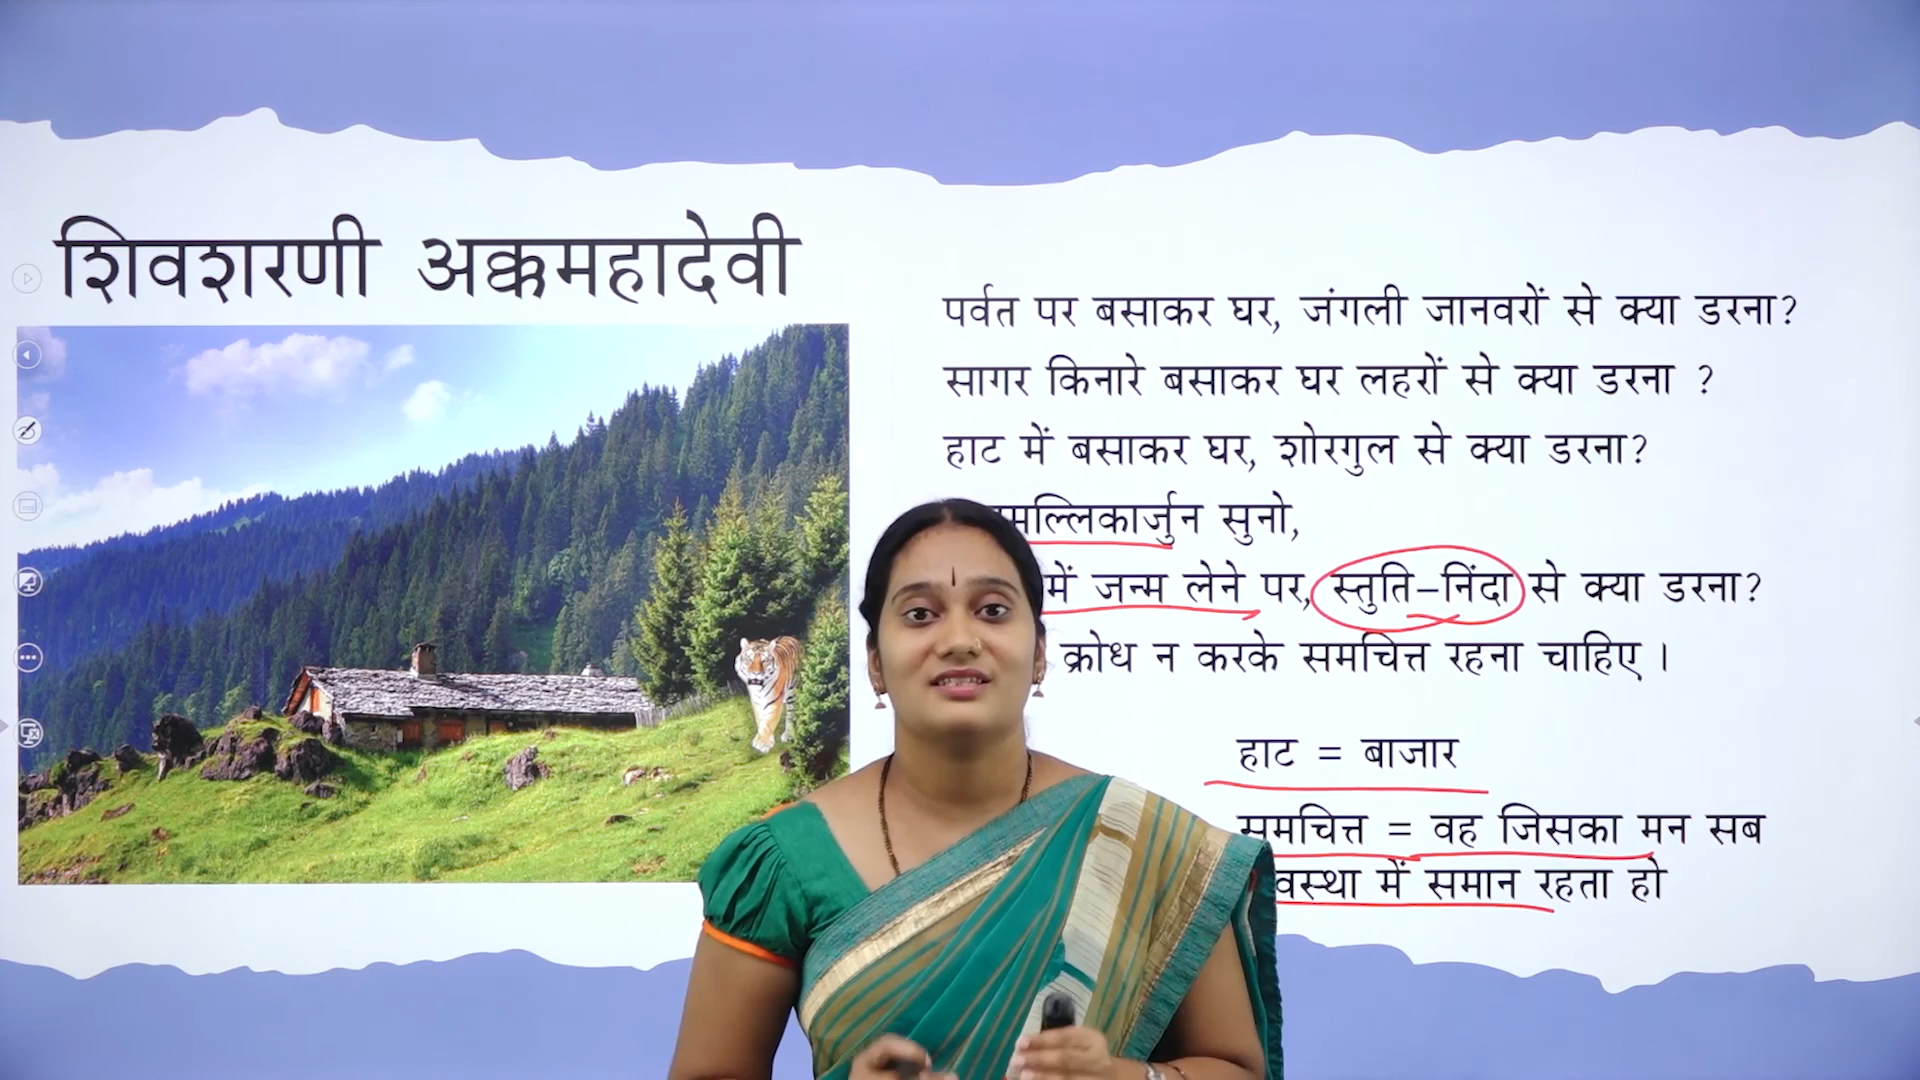 शिवशरणी अक्कमहादेवी
पर्वत पर बसाकर घर, जंगली जानवरों से क्या डरना?
सागर किनारे बसाकर घर लहरों से क्या डरना ?
हाट में बसाकर घर, शोरगुल से क्या डरना?
मल्लिकार्जुन सुनो,
में जन्म लेने पर, स्तुति–निंदा से क्या डरना?
क्रोध न करके समचित्त रहना चाहिए ।
हाट = बाजार
समचित्त = वह जिसका मन सब
वस्था में समान रहता हो